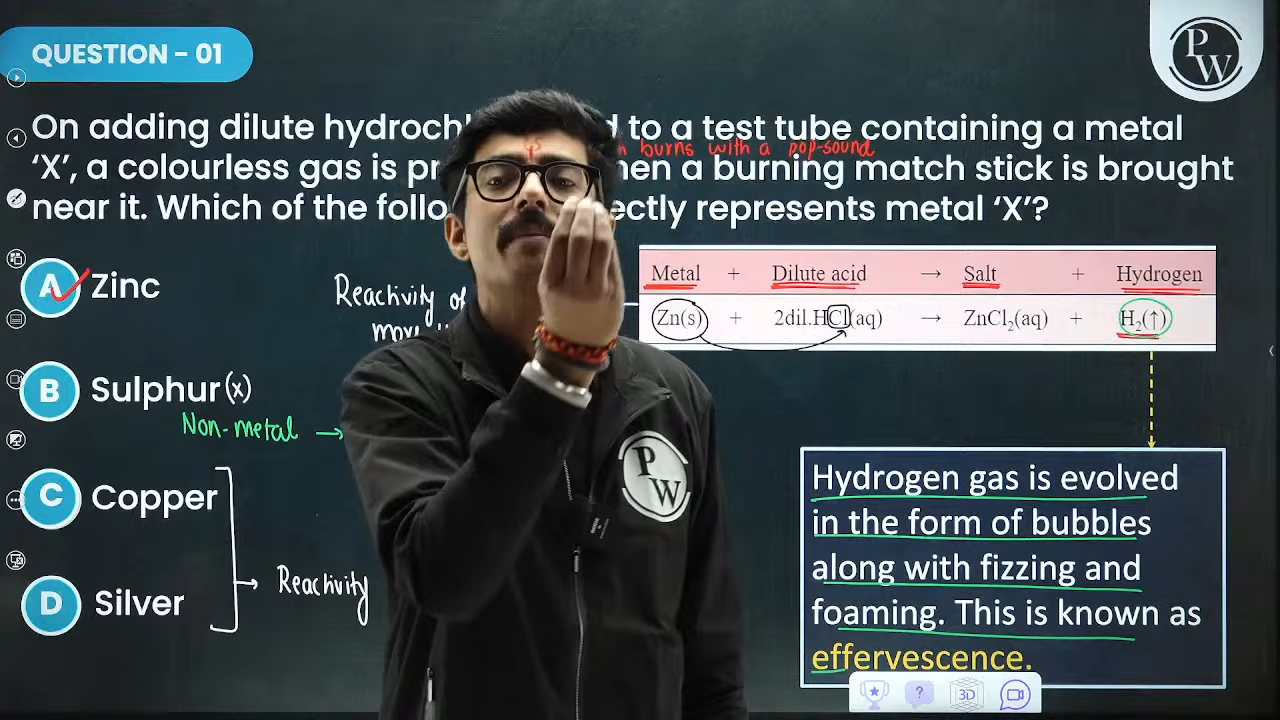 QUESTION - 01
PW
On adding dilute hydrochl d to a test tube containing a metal
burns with a pop-sound
‘X’, a colourless gas is pr hen a burning match stick is brought
near it. Which of the follo ectly represents metal ‘X’?
A Zinc
Reactivity of
more
Metal + Dilute acid → Salt + Hydrogen
Zn(s) + 2dil.HCl(aq) → ZnCl₂(aq) + H₂(↑)
B Sulphur(x)
Non-metal →
C Copper
D Silver
→ Reactivity
PW
Hydrogen gas is evolved
in the form of bubbles
along with fizzing and
foaming. This is known as
effervescence.
3D